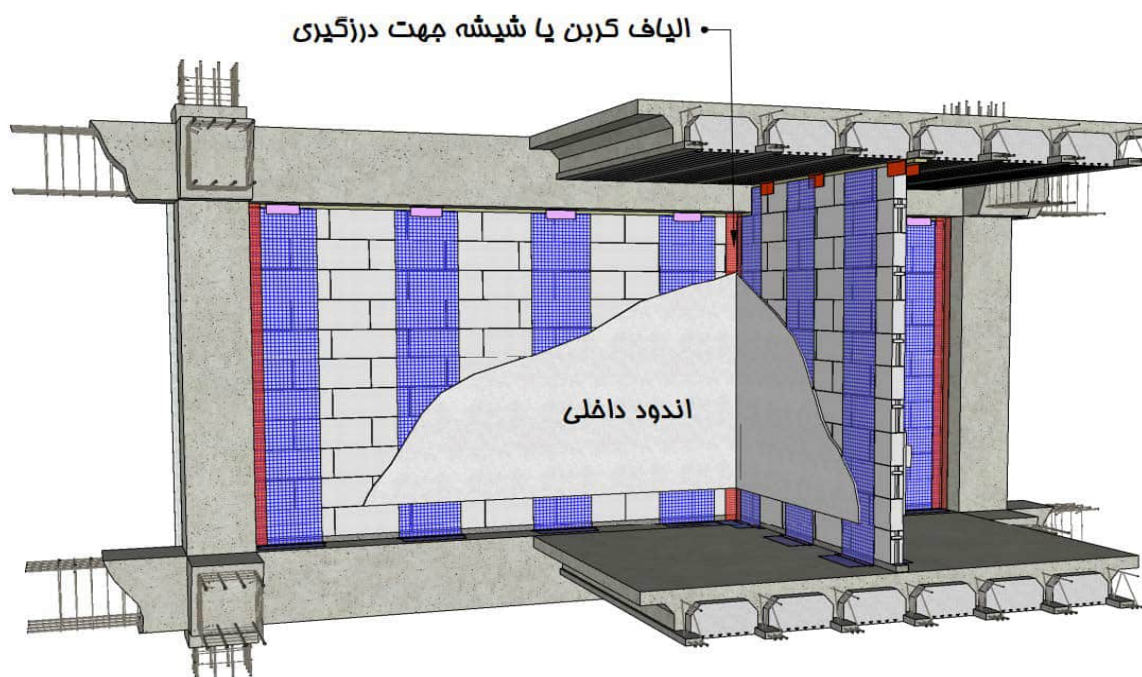 الیاف کربن یا شیشه جهت درزگیری
اندود داخلی